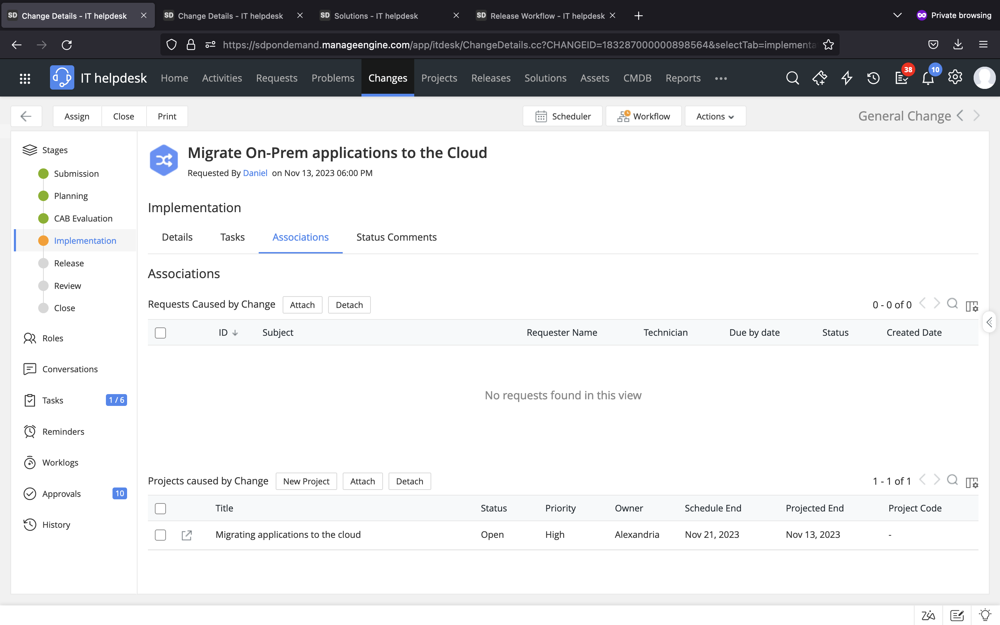 SD Change Details - IT helpdesk
SD Change Details - IT helpdesk
SD Solutions - IT helpdesk
SD Release Workflow - IT helpdesk
Private browsing
https://sdpondemand.manageengine.com/app/itdesk/ChangeDetails.cc?CHANGEID=183287000000898564&selectTab=implementa
IT helpdesk Home Activities Requests Problems Changes Projects Releases Solutions Assets CMDB Reports 38 10
Assign Close Print Scheduler Workflow Actions General Change
Stages
Submission
Planning
CAB Evaluation
Implementation
Release
Review
Close
Roles
Conversations
Tasks 1 / 6
Reminders
Worklogs
Approvals 10
History
Migrate On-Prem applications to the Cloud
Requested By Daniel on Nov 13, 2023 06:00 PM
Implementation
Details Tasks Associations Status Comments
Associations
Requests Caused by Change Attach Detach 0 - 0 of 0
ID Subject Requester Name Technician Due by date Status Created Date
No requests found in this view
Projects caused by Change New Project Attach Detach 1 - 1 of 1
Title Status Priority Owner Schedule End Projected End Project Code
Migrating applications to the cloud Open High Alexandria Nov 21, 2023 Nov 13, 2023 -